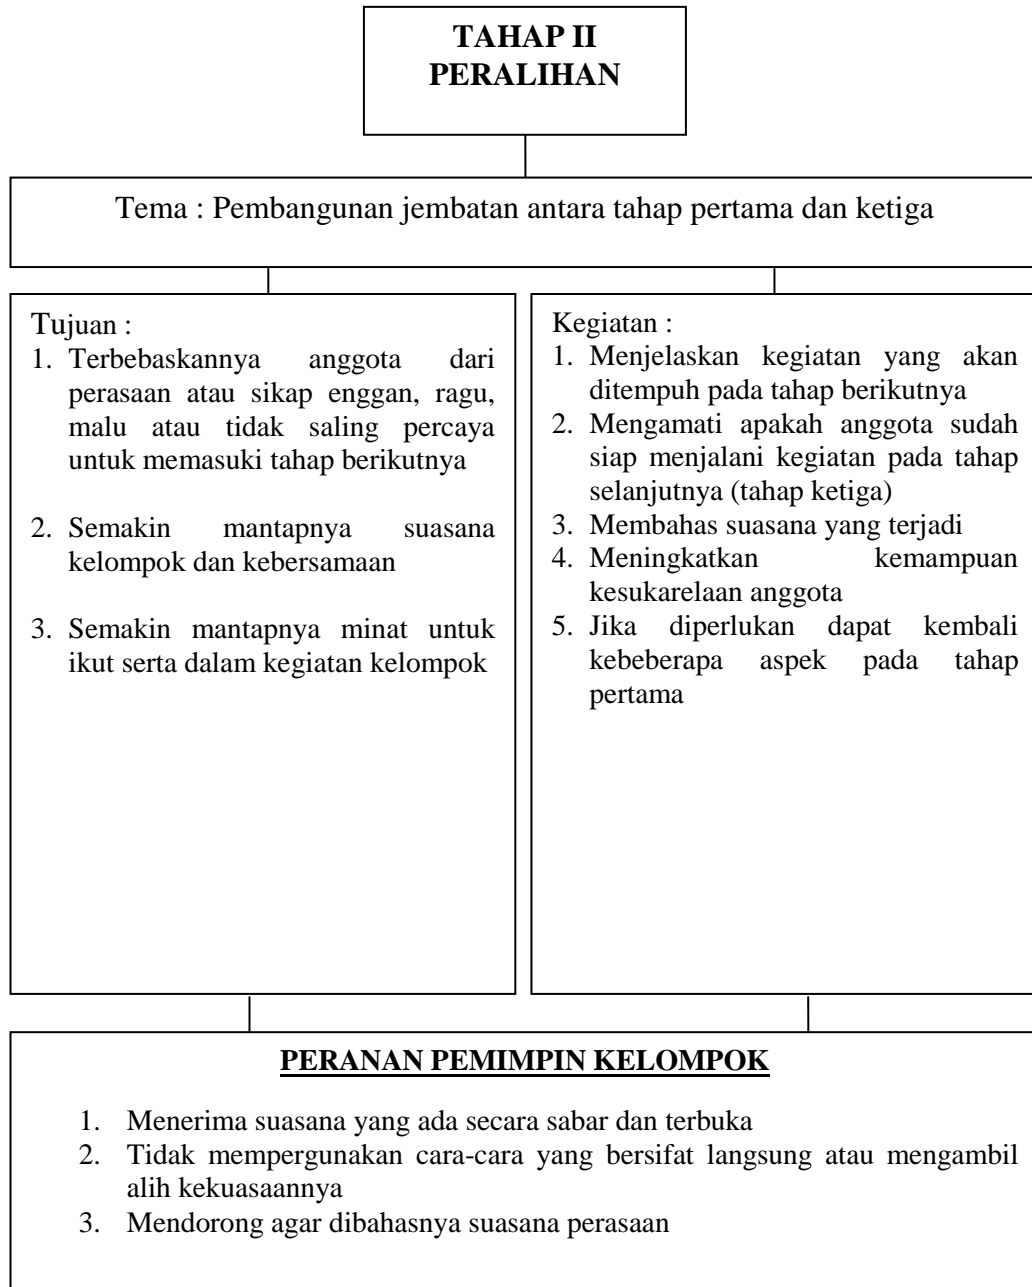 TAHAP II
PERALIHAN
Tema : Pembangunan jembatan antara tahap pertama dan ketiga
Tujuan :
1. Terbebaskannya anggota dari
perasaan atau sikap enggan, ragu,
malu atau tidak saling percaya
untuk memasuki tahap berikutnya
2. Semakin mantapnya suasana
kelompok dan kebersamaan
3. Semakin mantapnya minat untuk
ikut serta dalam kegiatan kelompok
Kegiatan :
1. Menjelaskan kegiatan yang akan
ditempuh pada tahap berikutnya
2. Mengamati apakah anggota sudah
siap menjalani kegiatan pada tahap
selanjutnya (tahap ketiga)
3. Membahas suasana yang terjadi
4. Meningkatkan kemampuan
kesukarelaan anggota
5. Jika diperlukan dapat kembali
kebeberapa aspek pada tahap
pertama
PERANAN PEMIMPIN KELOMPOK
1. Menerima suasana yang ada secara sabar dan terbuka
2. Tidak mempergunakan cara-cara yang bersifat langsung atau mengambil
alih kekuasaannya
3. Mendorong agar dibahasnya suasana perasaan